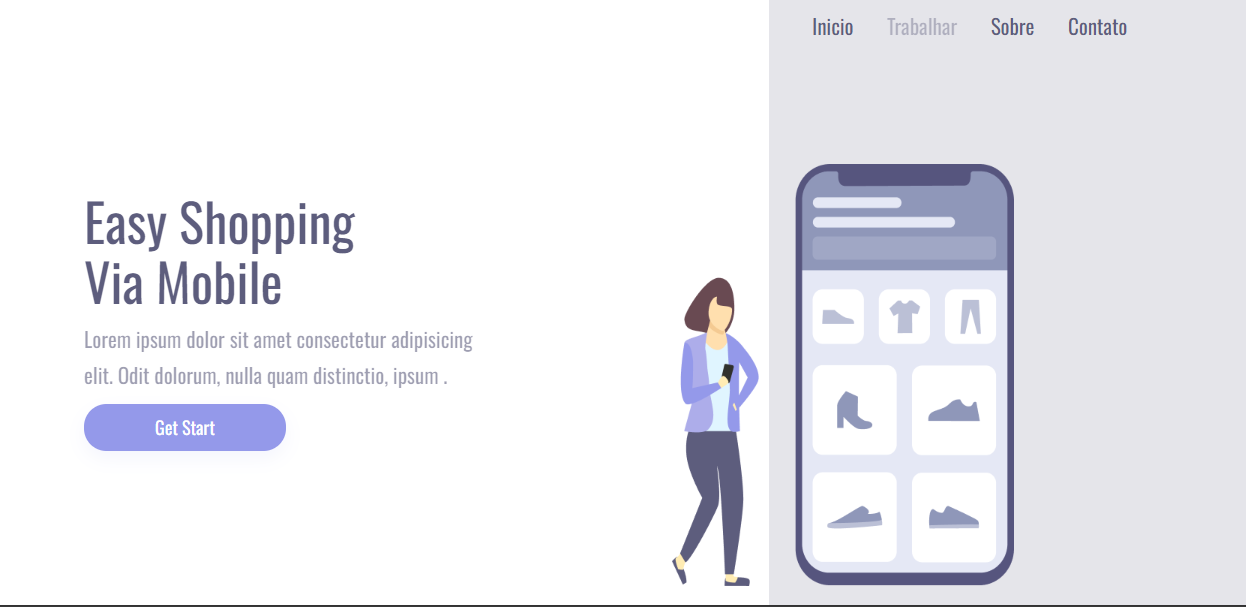 Inicio Trabalhar Sobre Contato
Easy Shopping
Via Mobile
Lorem ipsum dolor sit amet consectetur adipisicing
elit. Odit dolorum, nulla quam distinctio, ipsum .
Get Start